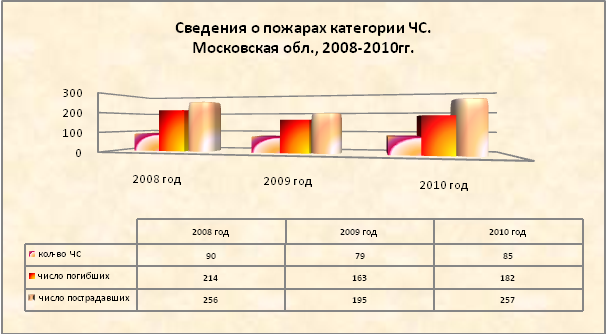 Сведения о пожарах категории ЧС.
Московская обл., 2008-2010гг.
300
200
100
0
2008 год
2009 год
2010 год
2008 год 2009 год 2010 год
кол-во ЧС 90 79 85
число погибших 214 163 182
число пострадавших 256 195 257